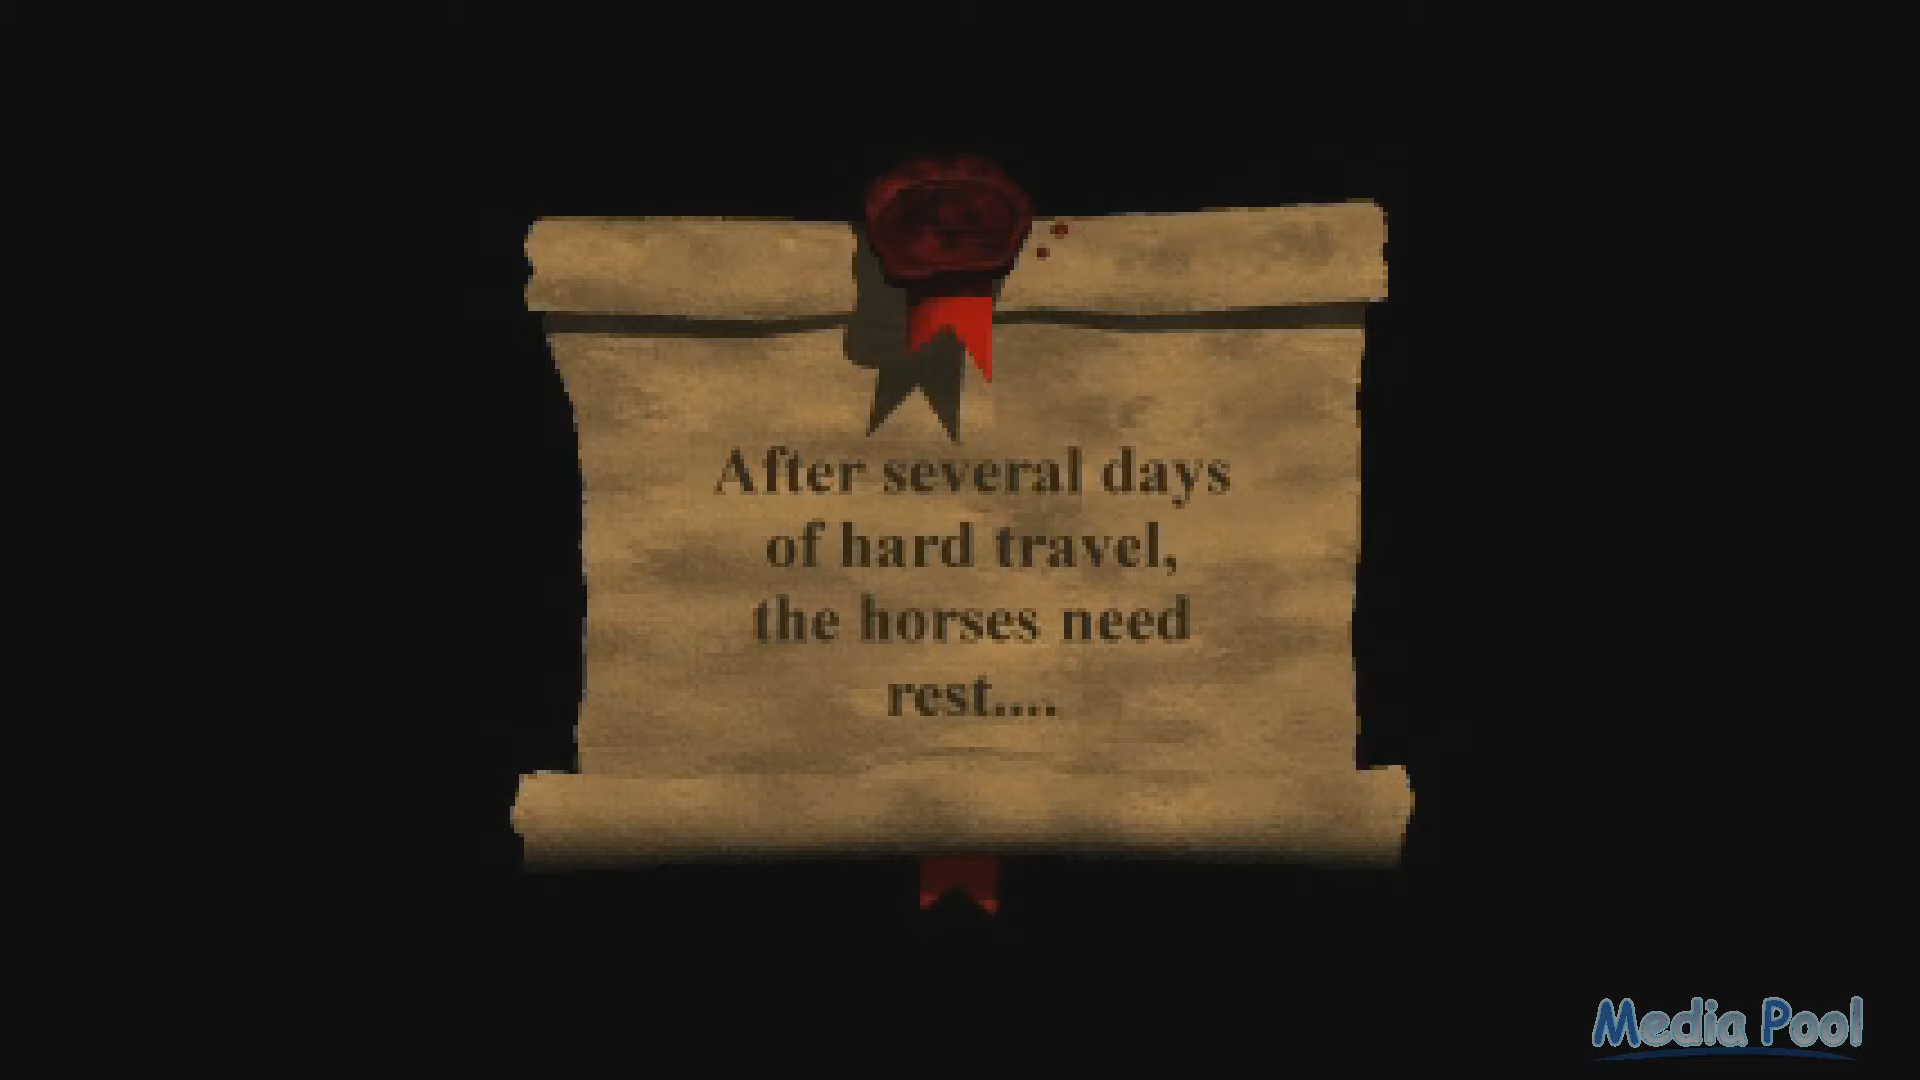 After several days
of hard travel,
the horses need
rest....
Media Pool